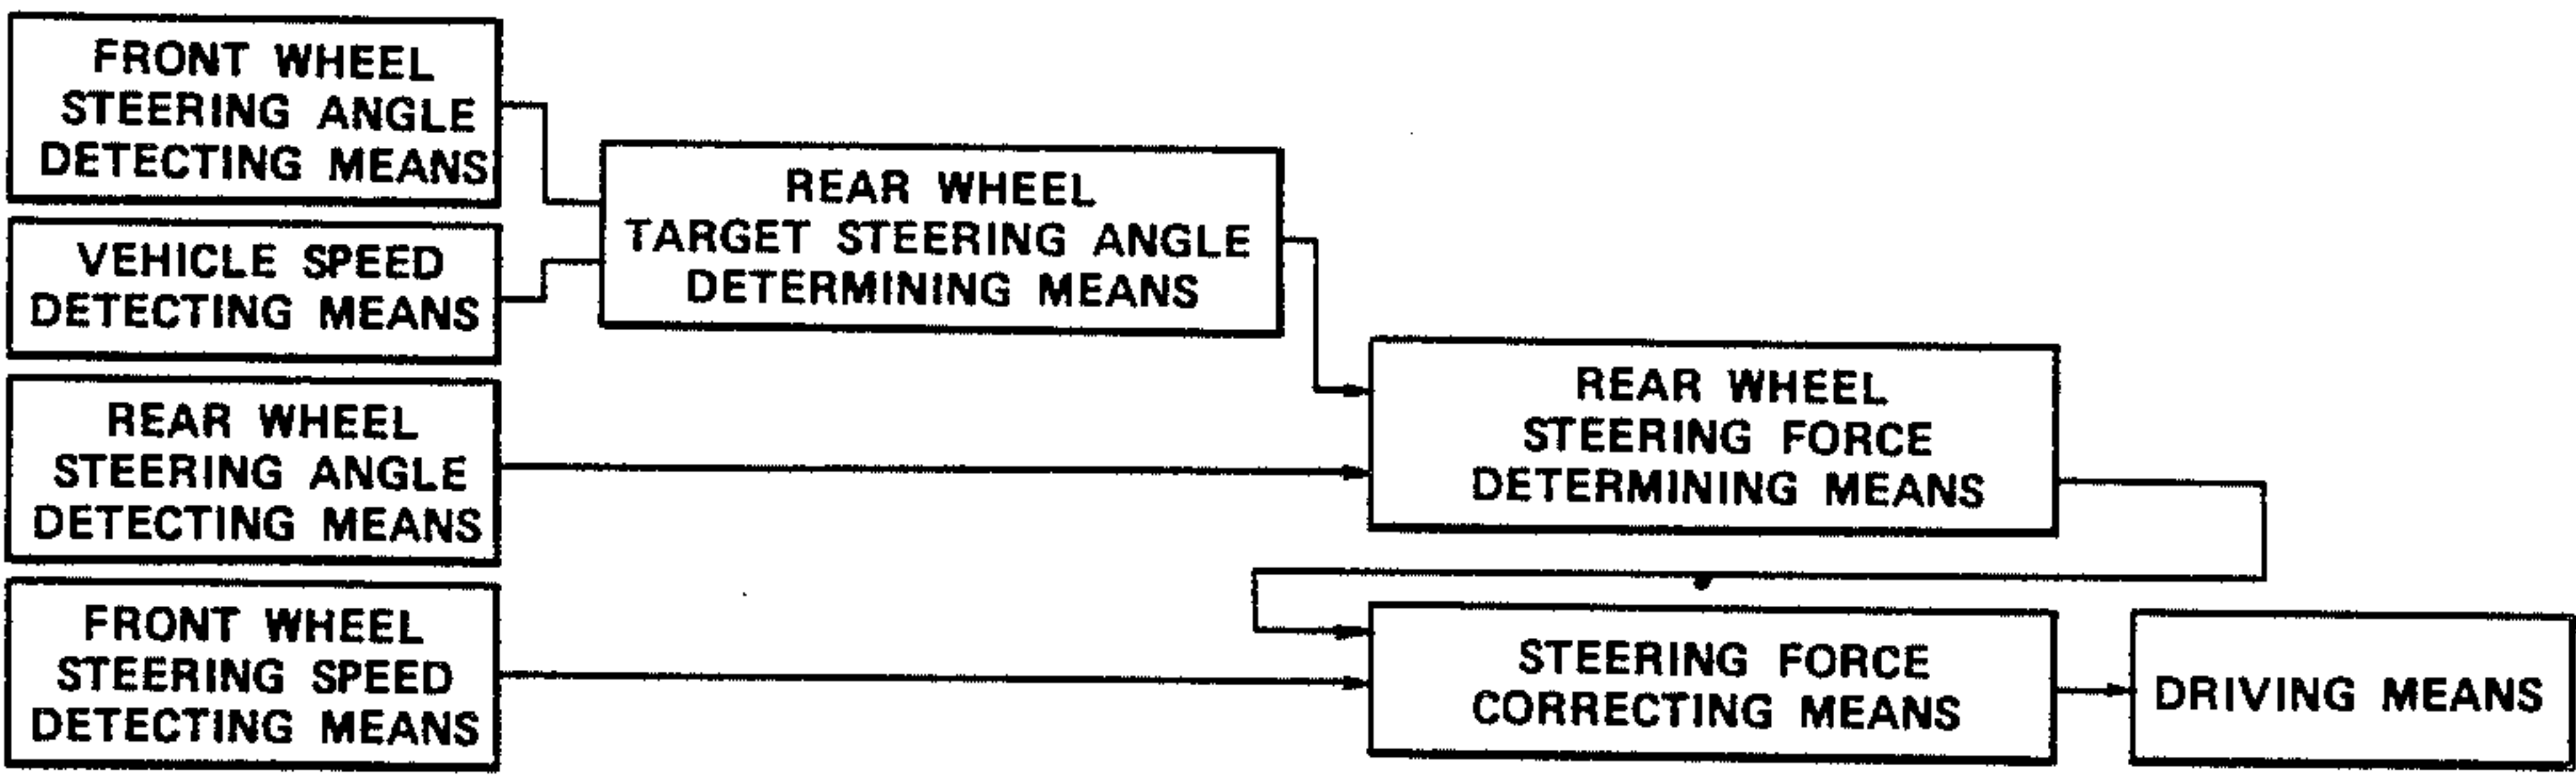 FRONT WHEEL
STEERING ANGLE
DETECTING MEANS
VEHICLE SPEED
DETECTING MEANS
REAR WHEEL
STEERING ANGLE
DETECTING MEANS
FRONT WHEEL
STEERING SPEED
DETECTING MEANS
REAR WHEEL
TARGET STEERING ANGLE
DETERMINING MEANS
REAR WHEEL
STEERING FORCE
DETERMINING MEANS
STEERING FORCE
CORRECTING MEANS
DRIVING MEANS